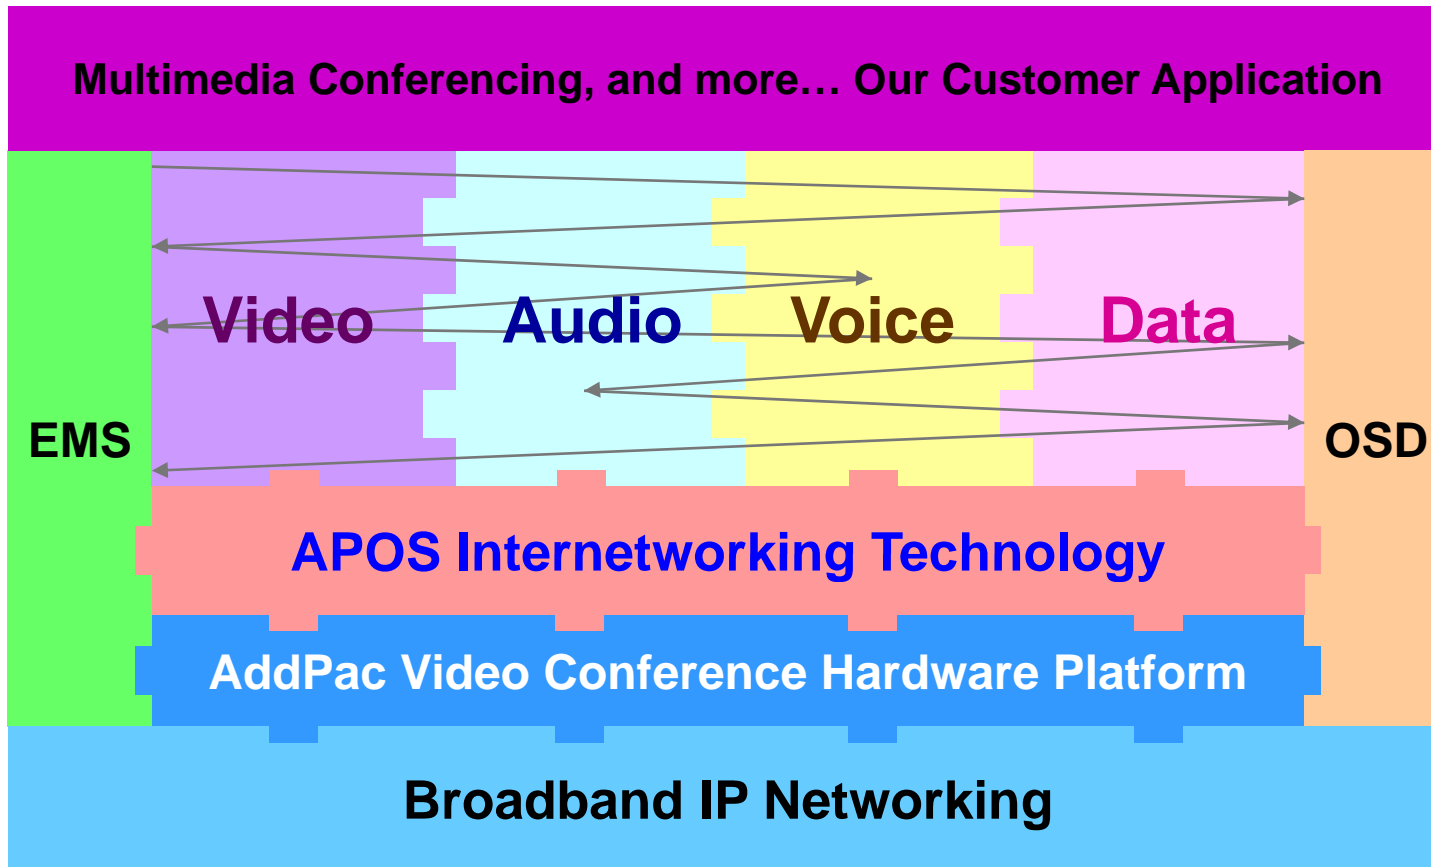 Multimedia Conferencing, and more… Our Customer Application
Video Audio Voice Data
EMS
OSD
APOS Internetworking Technology
AddPac Video Conference Hardware Platform
Broadband IP Networking